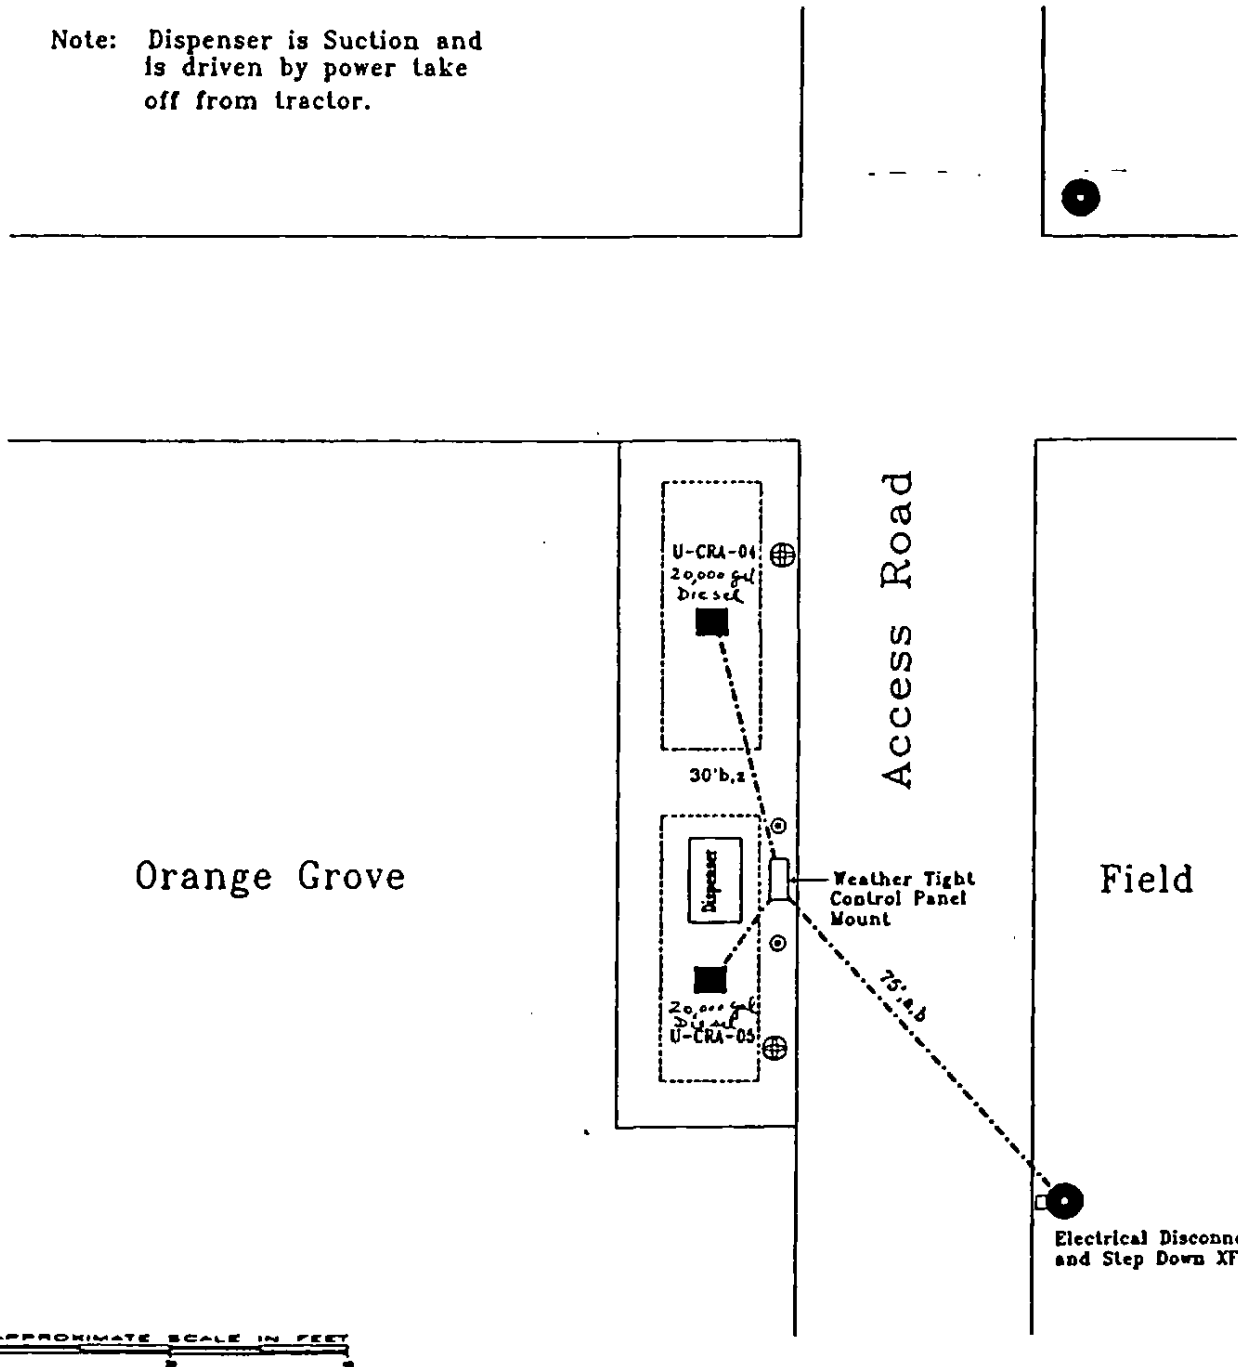 Note: Dispenser is Suction and
is driven by power take
off from tractor.
U-CRA-04
20,000 gal
Diesel
Access Road
30'b,z
Orange Grove
Dispenser
Weather Tight
Control Panel
Mount
Field
75',a,b
20,000 gal
Diesel
U-CRA-05
Electrical Disconne
and Step Down XF
APPROXIMATE SCALE IN FEET